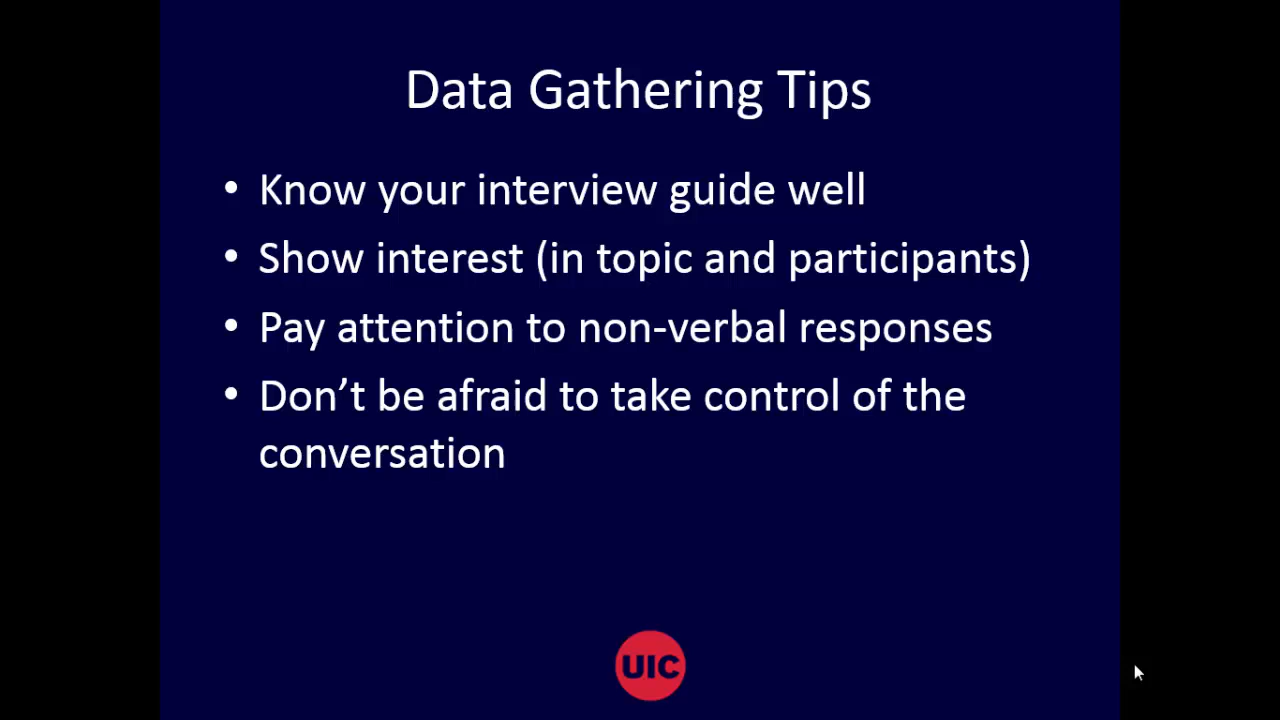 Data Gathering Tips
• Know your interview guide well
• Show interest (in topic and participants)
• Pay attention to non-verbal responses
• Don’t be afraid to take control of the
conversation
UIC